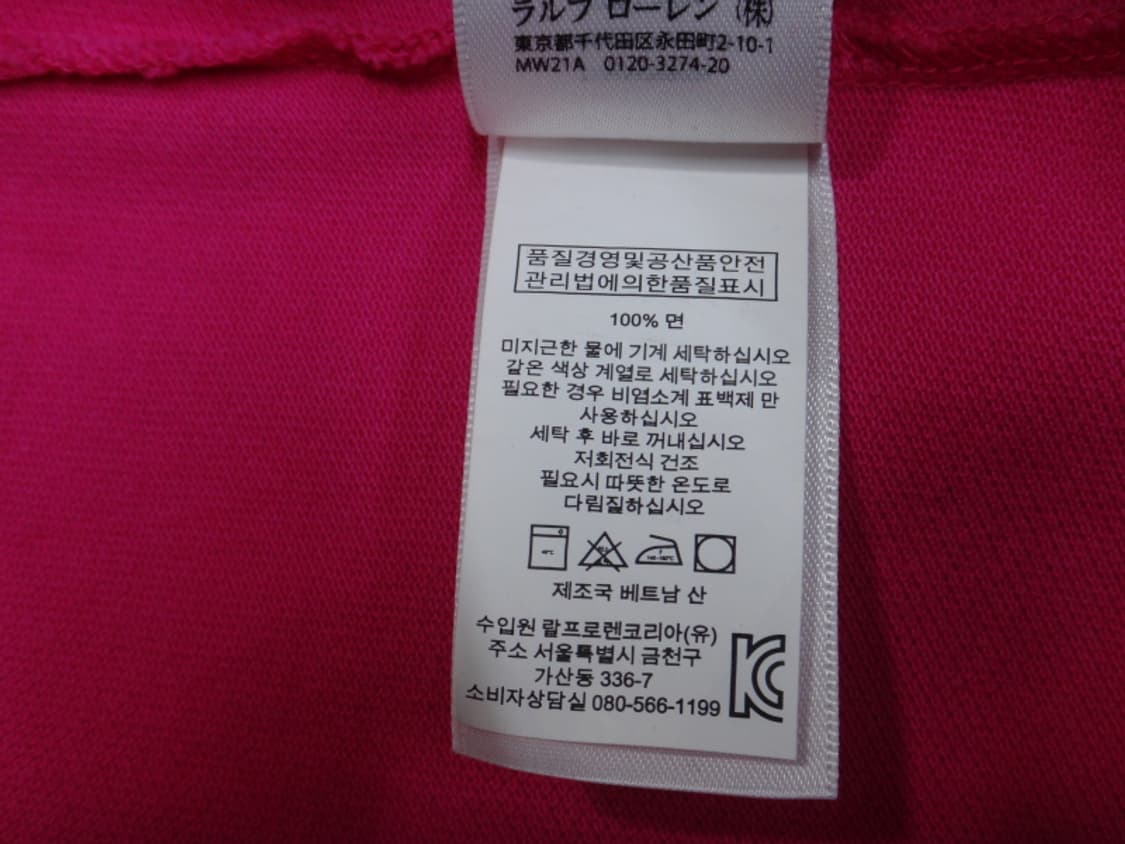 ラルフ ローレン (株)
東京都千代田区永田町2-10-1
MW21A 0120-3274-20
품질경영및공산품안전
관리법에의한품질표시
100% 면
미지근한 물에 기계 세탁하십시오
같은 색상 계열로 세탁하십시오
필요한 경우 비염소계 표백제 만
사용하십시오
세탁 후 바로 꺼내십시오
저회전식 건조
필요시 따뜻한 온도로
다림질하십시오
제조국 베트남 산
수입원 랄프로렌코리아(유)
주소 서울특별시 금천구
가산동 336-7
소비자상담실 080-566-1199